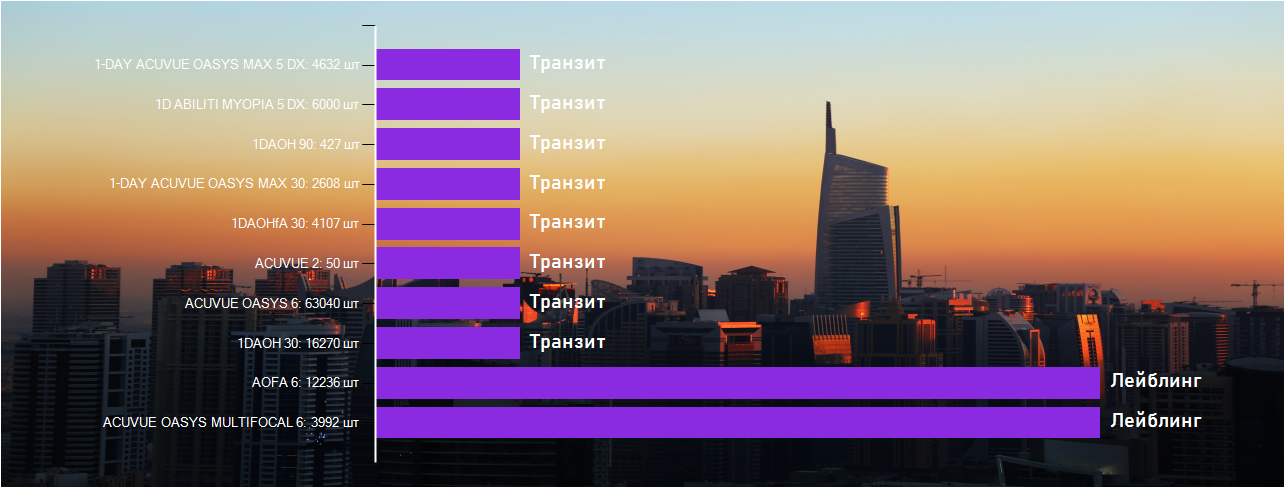 1-DAY ACUVUE OASYS MAX 5 DX: 4632 шт Транзит
1D ABILITI MYOPIA 5 DX: 6000 шт Транзит
1DAOH 90: 427 шт Транзит
1-DAY ACUVUE OASYS MAX 30: 2608 шт Транзит
1DAOHfA 30: 4107 шт Транзит
ACUVUE 2: 50 шт Транзит
ACUVUE OASYS 6: 63040 шт Транзит
1DAOH 30: 16270 шт Транзит
AOFA 6: 12236 шт Лейблинг
ACUVUE OASYS MULTIFOCAL 6: 3992 шт Лейблинг